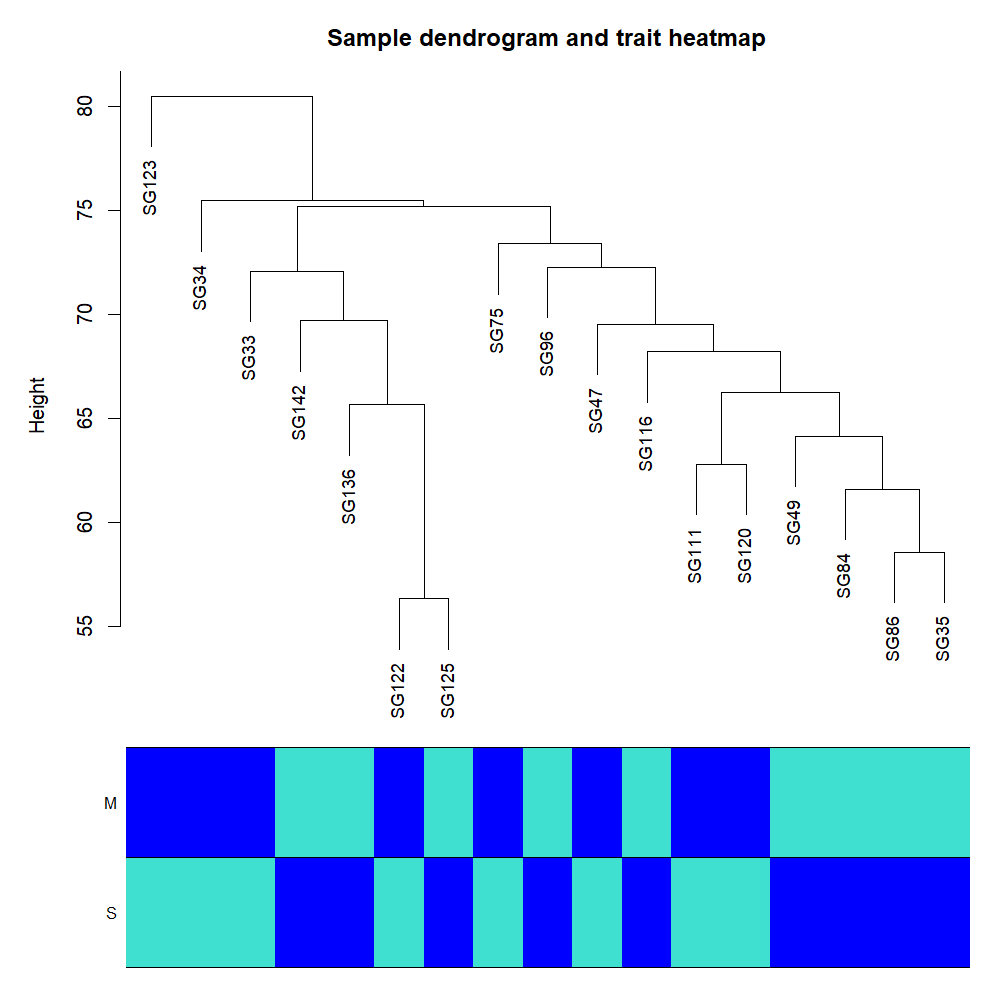 Sample dendrogram and trait heatmap
Height
80
75
70
65
60
55
SG123
SG34
SG33
SG142
SG136
SG122
SG125
SG75
SG96
SG47
SG116
SG111
SG120
SG49
SG84
SG86
SG35
M
S